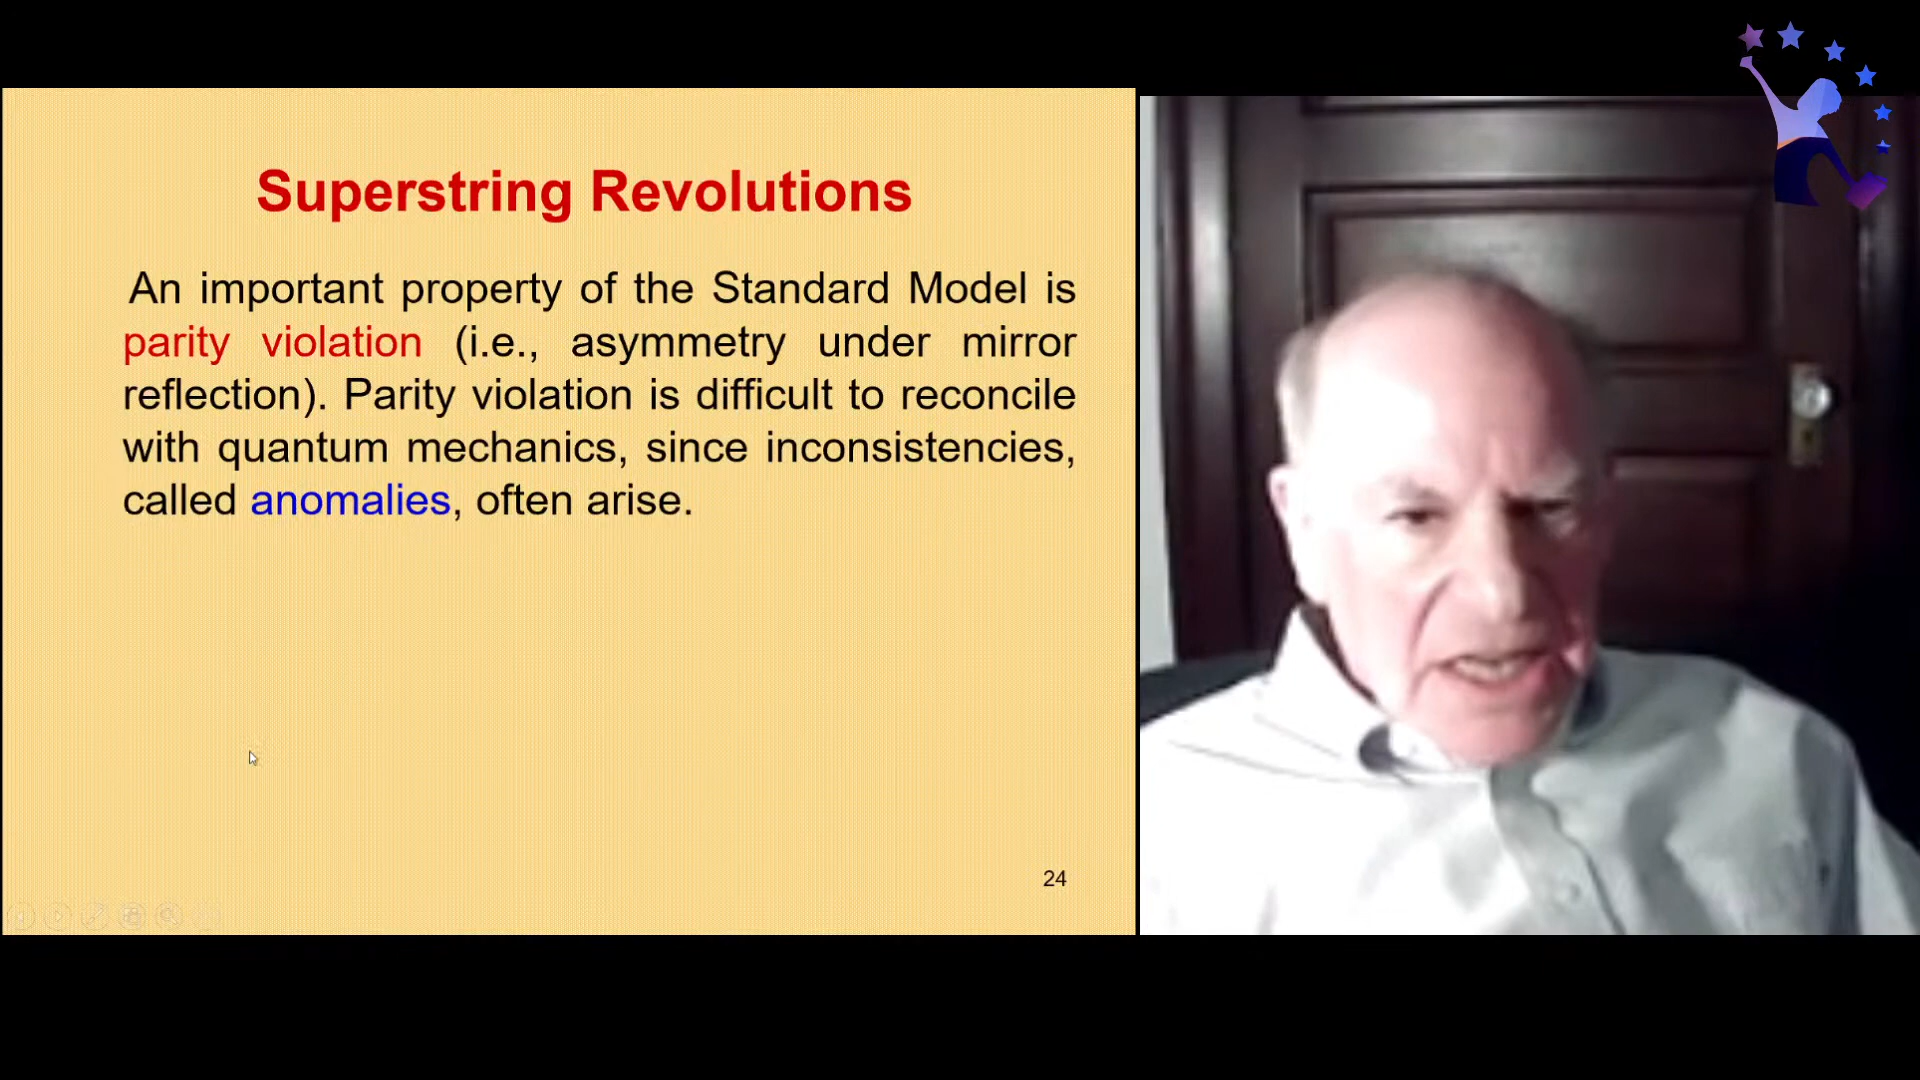 Superstring Revolutions
An important property of the Standard Model is
parity violation (i.e., asymmetry under mirror
reflection). Parity violation is difficult to reconcile
with quantum mechanics, since inconsistencies,
called anomalies, often arise.
24